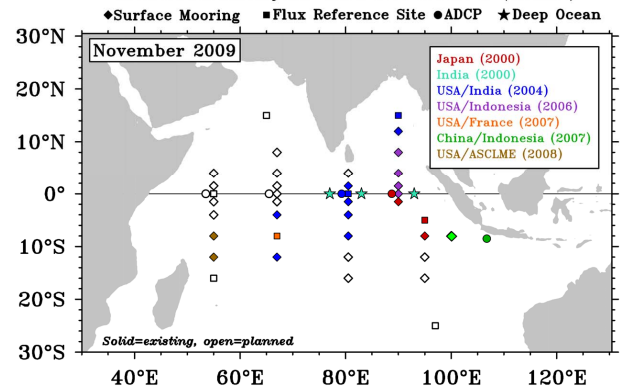 Surface Mooring Flux Reference Site ADCP Deep Ocean
30°N
November 2009
Japan (2000)
India (2000)
USA/India (2004)
USA/Indonesia (2006)
USA/France (2007)
China/Indonesia (2007)
USA/ASCLME (2008)
20°N
10°N
0°
10°S
20°S
Solid=existing, open=planned
30°S
40°E 60°E 80°E 100°E 120°E